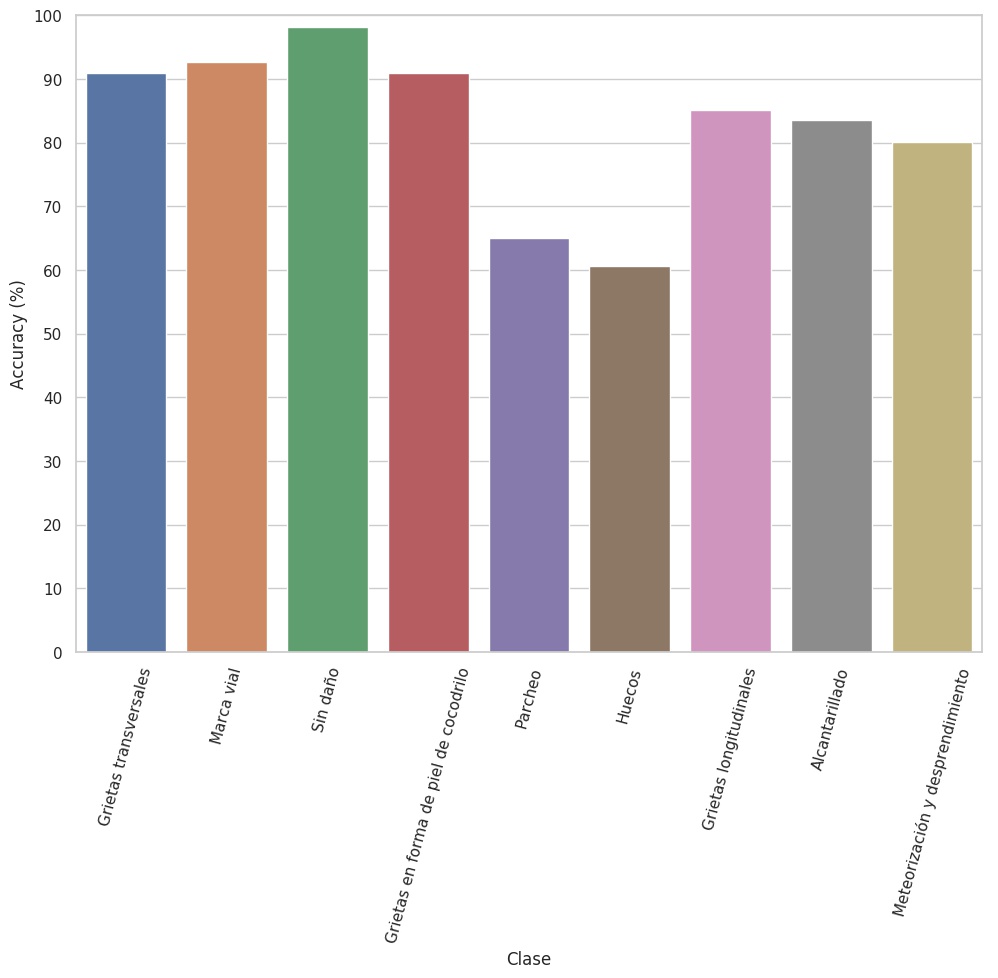 100
90
80
70
60
50
40
30
20
10
0
Accuracy (%)
Grietas transversales
Marca vial
Sin daño
Grietas en forma de piel de cocodrilo
Parcheo
Huecos
Grietas longitudinales
Alcantarillado
Meteorización y desprendimiento
Clase